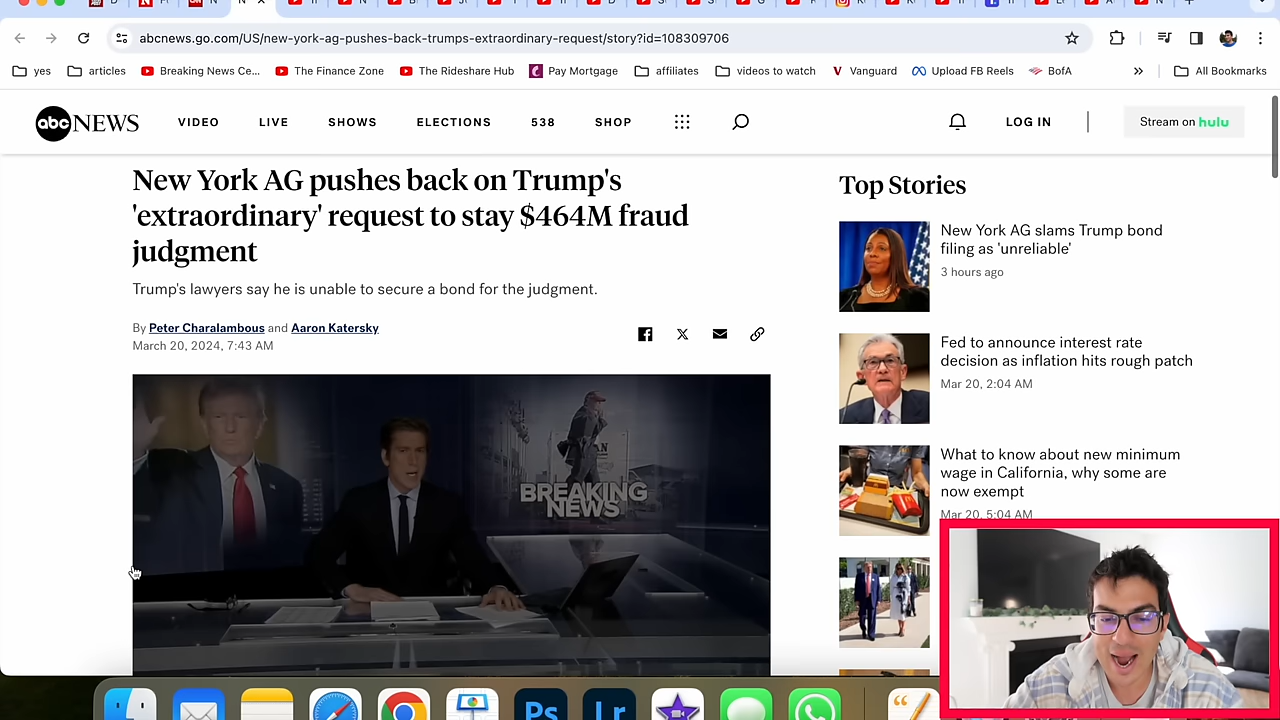 abcnews.go.com/US/new-york-ag-pushes-back-trumps-extraordinary-request/story?id=108309706
yes
articles
Breaking News Ce...
The Finance Zone
The Rideshare Hub
Pay Mortgage
affiliates
videos to watch
Vanguard
Upload FB Reels
BofA
»
All Bookmarks
abc NEWS
VIDEO
LIVE
SHOWS
ELECTIONS
538
SHOP
LOG IN
Stream on hulu
New York AG pushes back on Trump's
'extraordinary' request to stay $464M fraud
judgment
Trump's lawyers say he is unable to secure a bond for the judgment.
By Peter Charalambous and Aaron Katersky
March 20, 2024, 7:43 AM
BREAKING
NEWS
Top Stories
New York AG slams Trump bond
filing as 'unreliable'
3 hours ago
Fed to announce interest rate
decision as inflation hits rough patch
Mar 20, 2:04 AM
What to know about new minimum
wage in California, why some are
now exempt
Mar 20, 5:04 AM
Ps
Lr